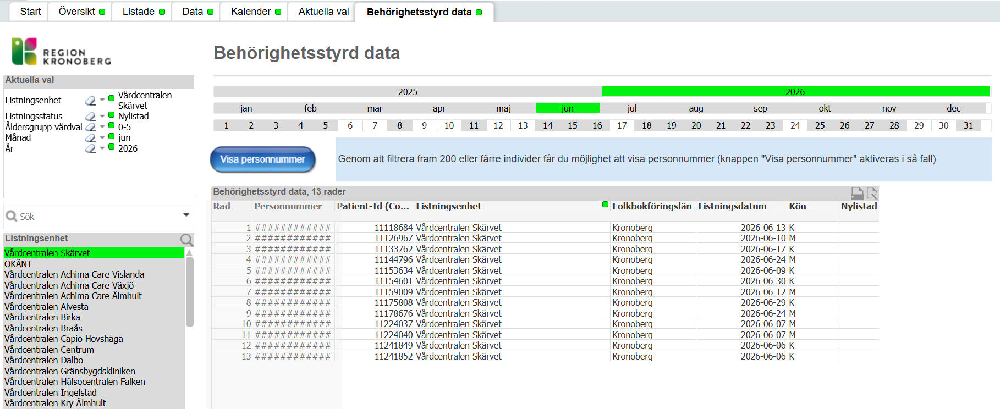 Start Översikt Listade Data Kalender Aktuella val Behörighetsstyrd data
REGION
KRONOBERG
Behörighetsstyrd data
Aktuella val
Listningsenhet Vårdcentralen Skärvet
Listningsstatus Nylistad
Åldersgrupp vårdval 0-5
Månad jun
År 2026
2025 2026
jan feb mar apr maj jun jul aug sep okt nov dec
1 2 3 4 5 6 7 8 9 10 11 12 13 14 15 16 17 18 19 20 21 22 23 24 25 26 27 28 29 30 31
Visa personnummer
Genom att filtrera fram 200 eller färre individer får du möjlighet att visa personnummer (knappen "Visa personnummer" aktiveras i så fall)
Sök
Listningsenhet
Vårdcentralen Skärvet
OKÄNT
Vårdcentralen Achima Care Vislanda
Vårdcentralen Achima Care Växjö
Vårdcentralen Achima Care Älmhult
Vårdcentralen Alvesta
Vårdcentralen Birka
Vårdcentralen Braås
Vårdcentralen Capio Hovshaga
Vårdcentralen Centrum
Vårdcentralen Dalbo
Vårdcentralen Gränsbygdskliniken
Vårdcentralen Hälsocentralen Falken
Vårdcentralen Ingelstad
Vårdcentralen Kry Älmhult
Behörighetsstyrd data, 13 rader
Rad Personnummer Patient-Id (Co... Listningsenhet Folkbokföringslän Listningsdatum Kön Nylistad
1 ############ 11118684 Vårdcentralen Skärvet Kronoberg 2026-06-13 K
2 ############ 11126967 Vårdcentralen Skärvet Kronoberg 2026-06-10 M
3 ############ 11133762 Vårdcentralen Skärvet Kronoberg 2026-06-17 K
4 ############ 11144796 Vårdcentralen Skärvet Kronoberg 2026-06-24 M
5 ############ 11153634 Vårdcentralen Skärvet Kronoberg 2026-06-09 K
6 ############ 11154601 Vårdcentralen Skärvet Kronoberg 2026-06-30 K
7 ############ 11159009 Vårdcentralen Skärvet Kronoberg 2026-06-12 M
8 ############ 11175808 Vårdcentralen Skärvet Kronoberg 2026-06-29 K
9 ############ 11178676 Vårdcentralen Skärvet Kronoberg 2026-06-24 M
10 ############ 11224037 Vårdcentralen Skärvet Kronoberg 2026-06-07 M
11 ############ 11224040 Vårdcentralen Skärvet Kronoberg 2026-06-07 M
12 ############ 11241849 Vårdcentralen Skärvet Kronoberg 2026-06-06 K
13 ############ 11241852 Vårdcentralen Skärvet Kronoberg 2026-06-06 K